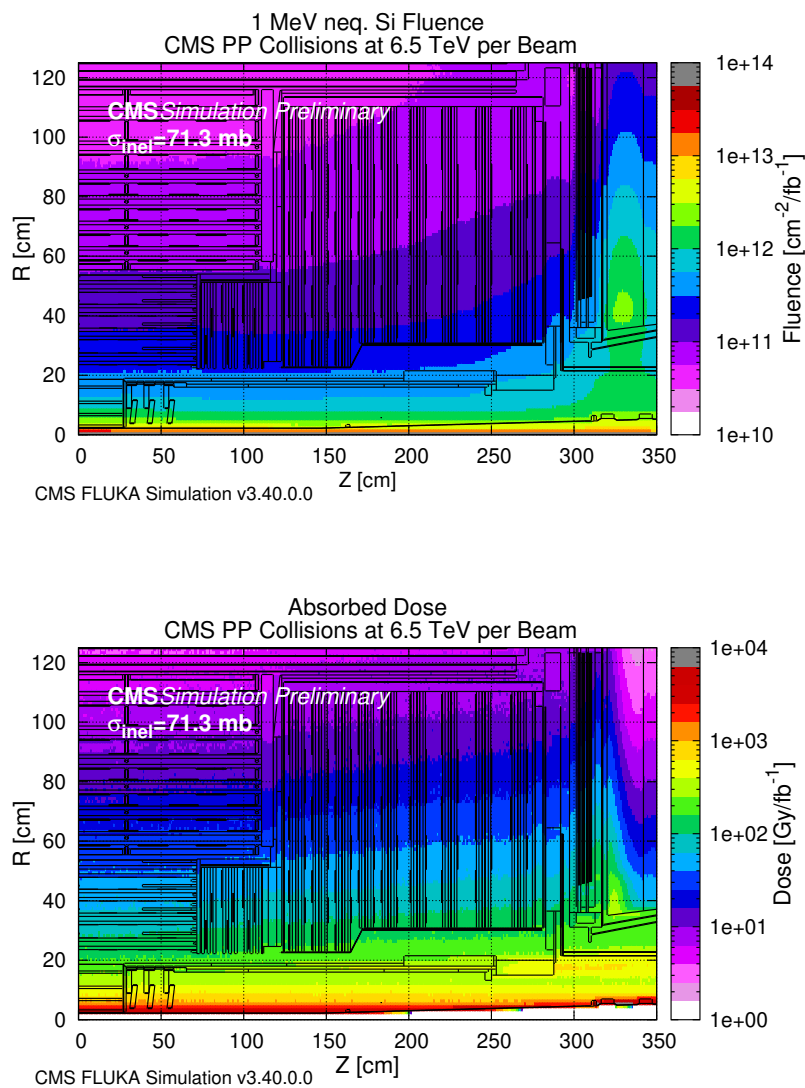 1 MeV neq. Si Fluence
CMS PP Collisions at 6.5 TeV per Beam
CMS Simulation Preliminary
σinel=71.3 mb
R [cm]
120
100
80
60
40
20
0
0 50 100 150 200 250 300 350
Z [cm]
1e+14
1e+13
1e+12
1e+11
1e+10
Fluence [cm-2/fb-1]
CMS FLUKA Simulation v3.40.0.0
Absorbed Dose
CMS PP Collisions at 6.5 TeV per Beam
CMS Simulation Preliminary
σinel=71.3 mb
R [cm]
120
100
80
60
40
20
0
0 50 100 150 200 250 300 350
Z [cm]
1e+04
1e+03
1e+02
1e+01
1e+00
Dose [Gy/fb-1]
CMS FLUKA Simulation v3.40.0.0